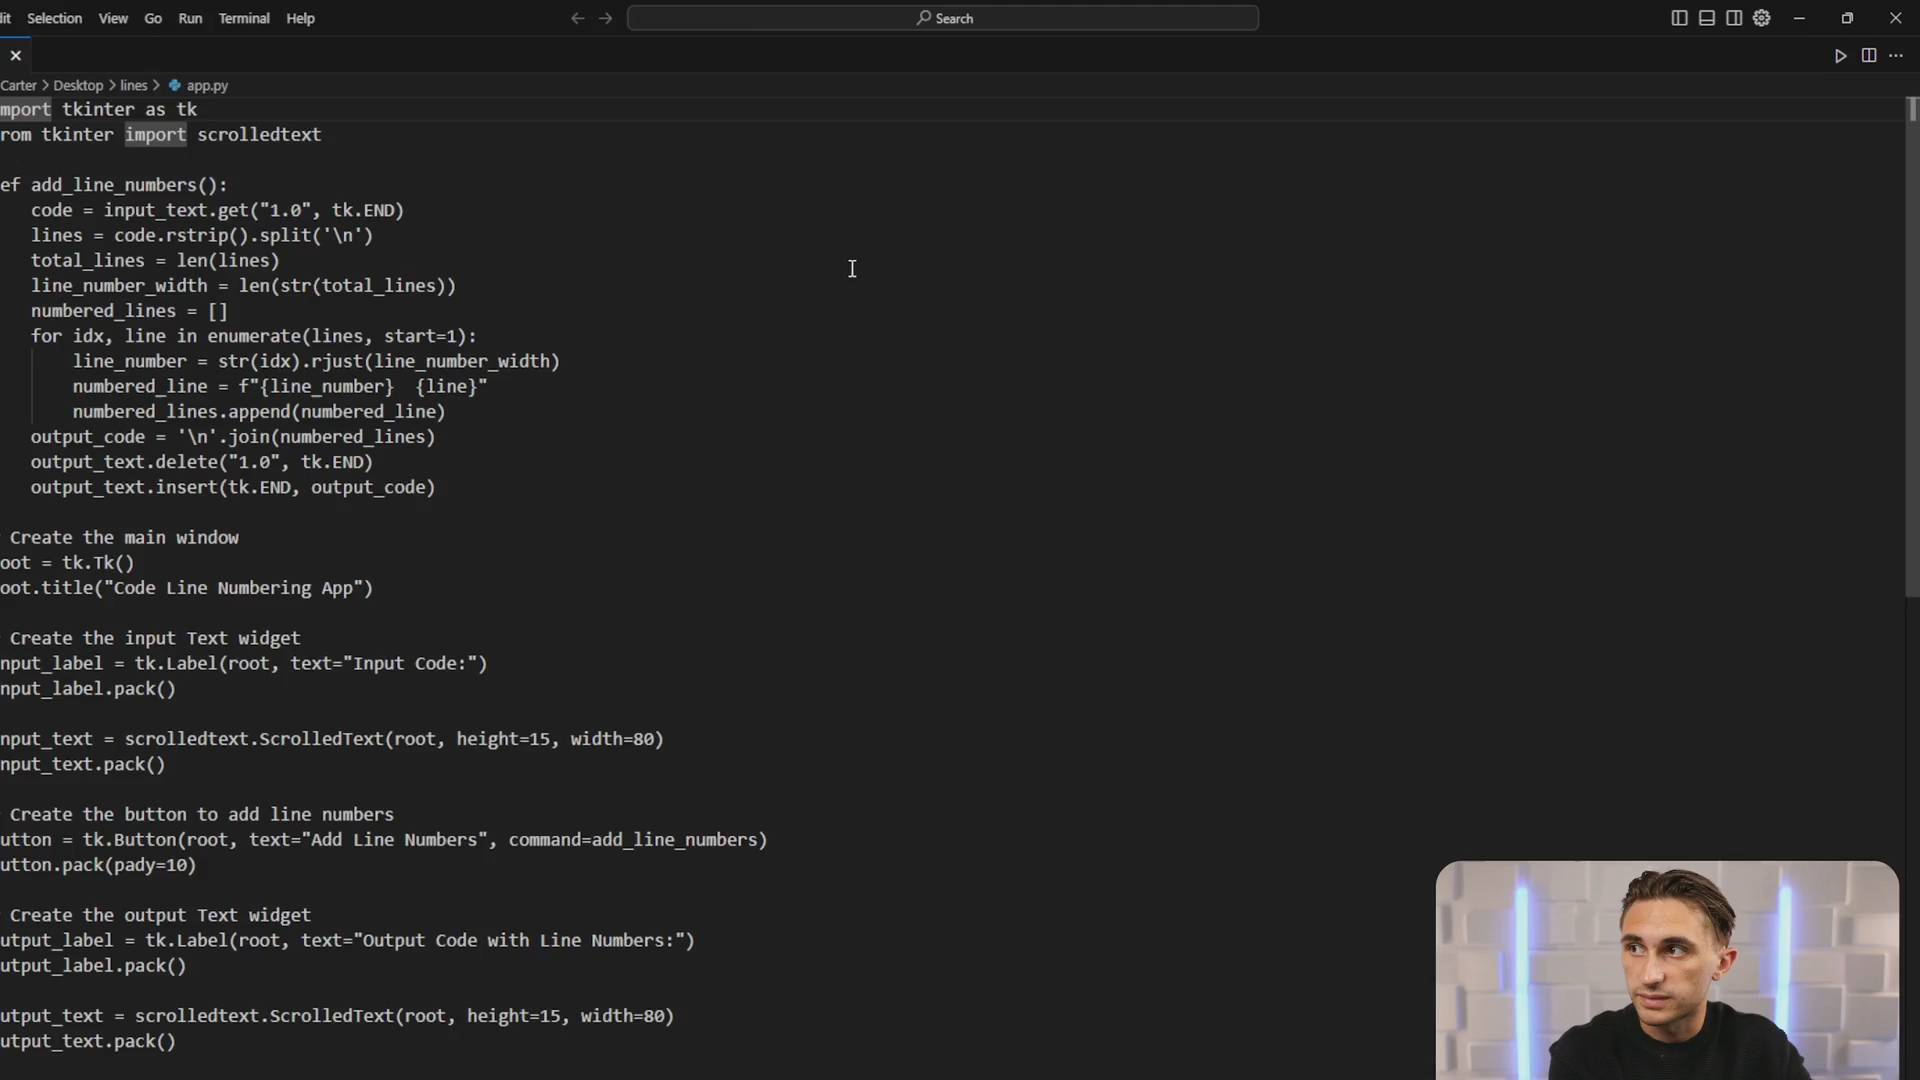 it Selection View Go Run Terminal Help Search
Carter > Desktop > lines > app.py
mport tkinter as tk
rom tkinter import scrolledtext
ef add_line_numbers():
code = input_text.get("1.0", tk.END)
lines = code.rstrip().split('\n')
total_lines = len(lines)
line_number_width = len(str(total_lines))
numbered_lines = []
for idx, line in enumerate(lines, start=1):
line_number = str(idx).rjust(line_number_width)
numbered_line = f"{line_number}  {line}"
numbered_lines.append(numbered_line)
output_code = '\n'.join(numbered_lines)
output_text.delete("1.0", tk.END)
output_text.insert(tk.END, output_code)
Create the main window
oot = tk.Tk()
oot.title("Code Line Numbering App")
Create the input Text widget
nput_label = tk.Label(root, text="Input Code:")
nput_label.pack()
nput_text = scrolledtext.ScrolledText(root, height=15, width=80)
nput_text.pack()
Create the button to add line numbers
utton = tk.Button(root, text="Add Line Numbers", command=add_line_numbers)
utton.pack(pady=10)
Create the output Text widget
utput_label = tk.Label(root, text="Output Code with Line Numbers:")
utput_label.pack()
utput_text = scrolledtext.ScrolledText(root, height=15, width=80)
utput_text.pack()